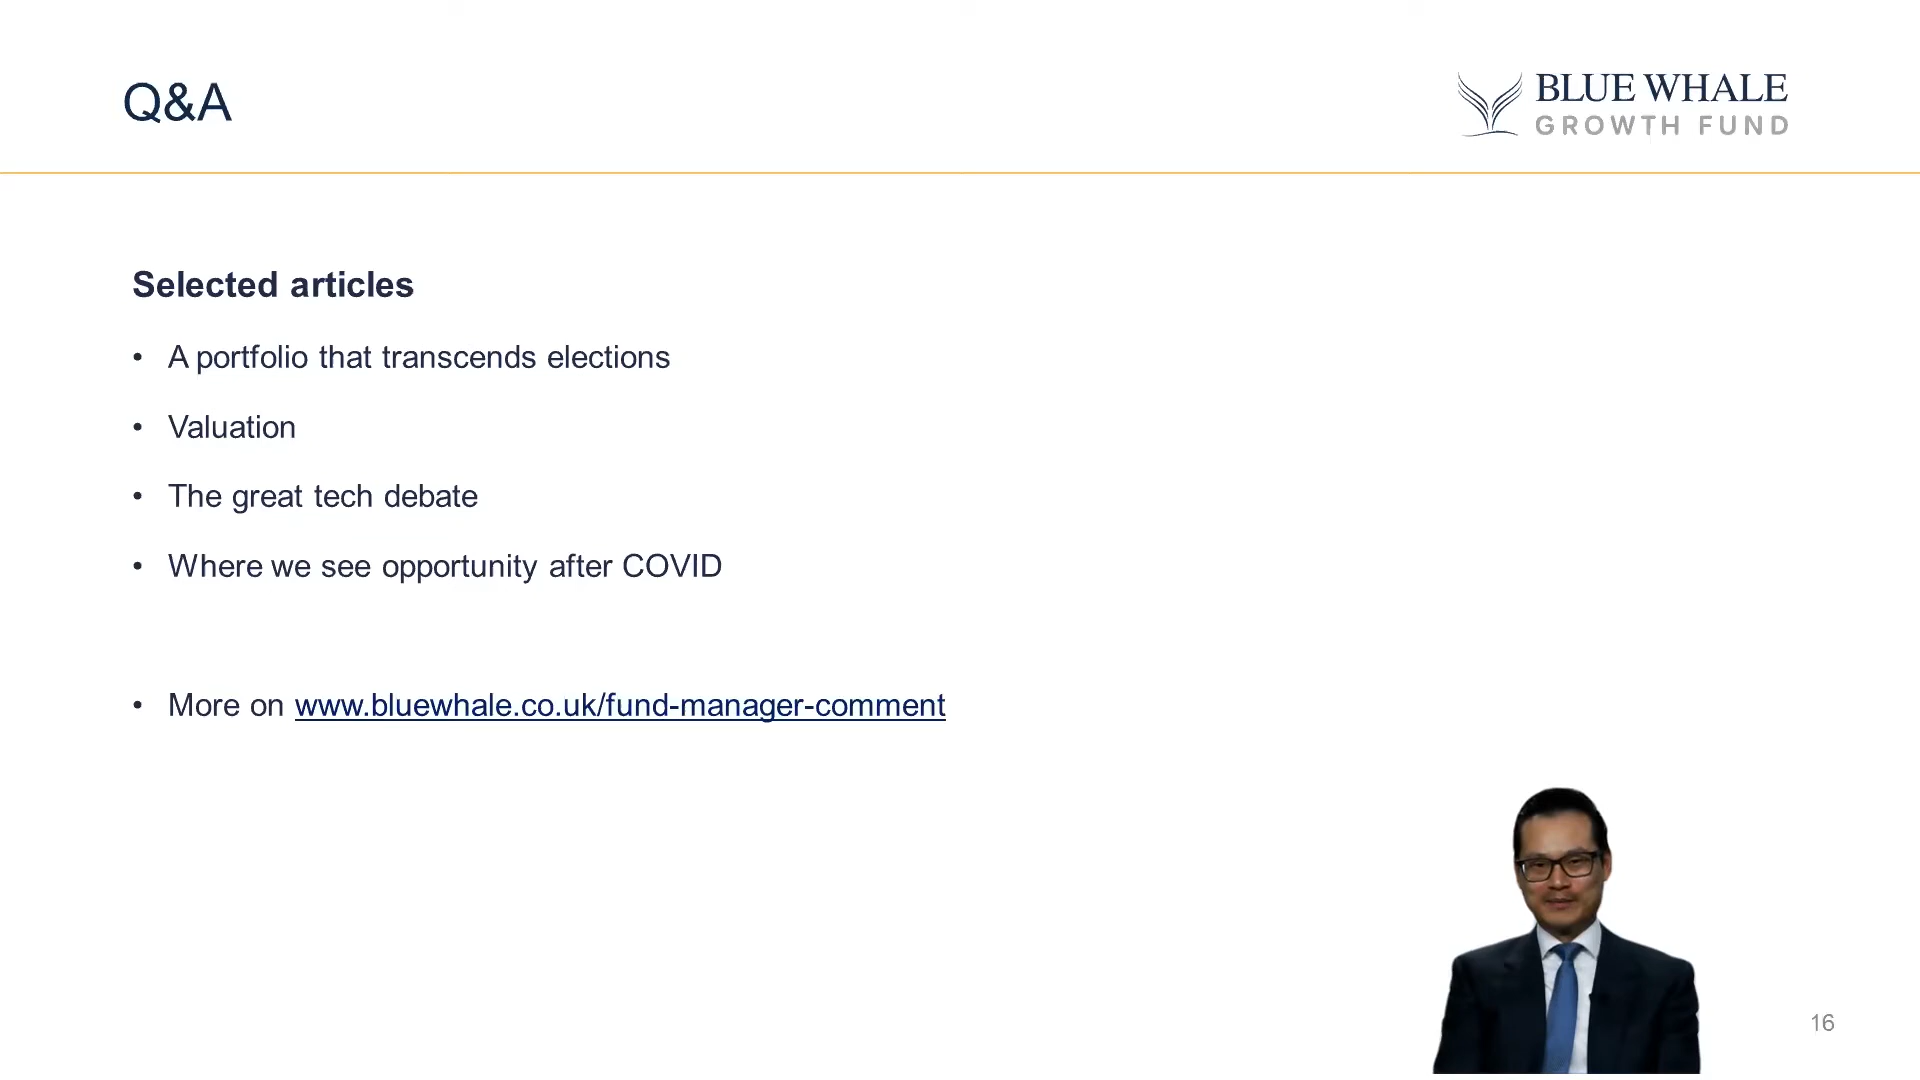 Q&A
BLUE WHALE
GROWTH FUND
Selected articles
• A portfolio that transcends elections
• Valuation
• The great tech debate
• Where we see opportunity after COVID
• More on www.bluewhale.co.uk/fund-manager-comment
16